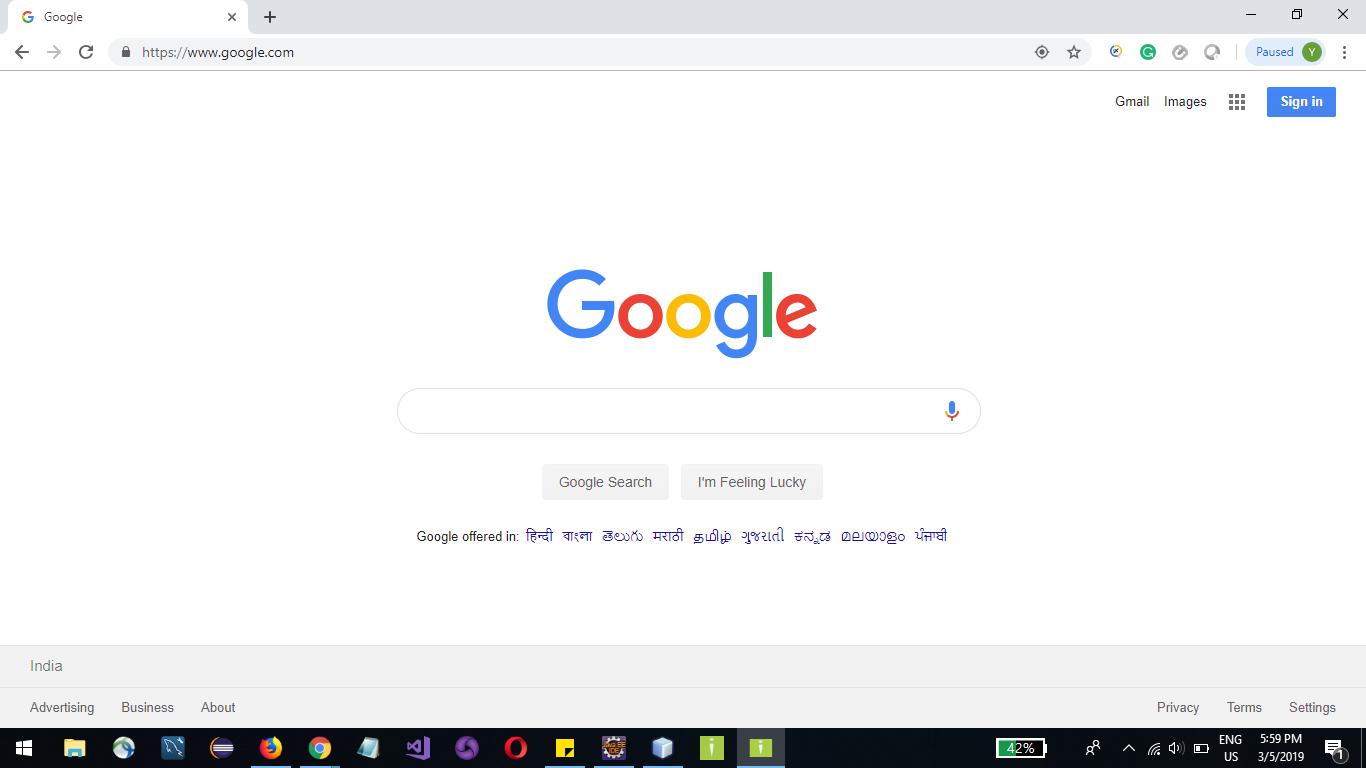 Google
https://www.google.com
Paused Y
Gmail Images Sign in
Google
Google Search I'm Feeling Lucky
Google offered in: हिन्दी বাংলা తెలుగు मराठी தமிழ் ગુજરાતી ಕನ್ನಡ മലയാളം ਪੰਜਾਬੀ
India
Advertising Business About Privacy Terms Settings
42% ENG 5:59 PM
US 3/5/2019 1